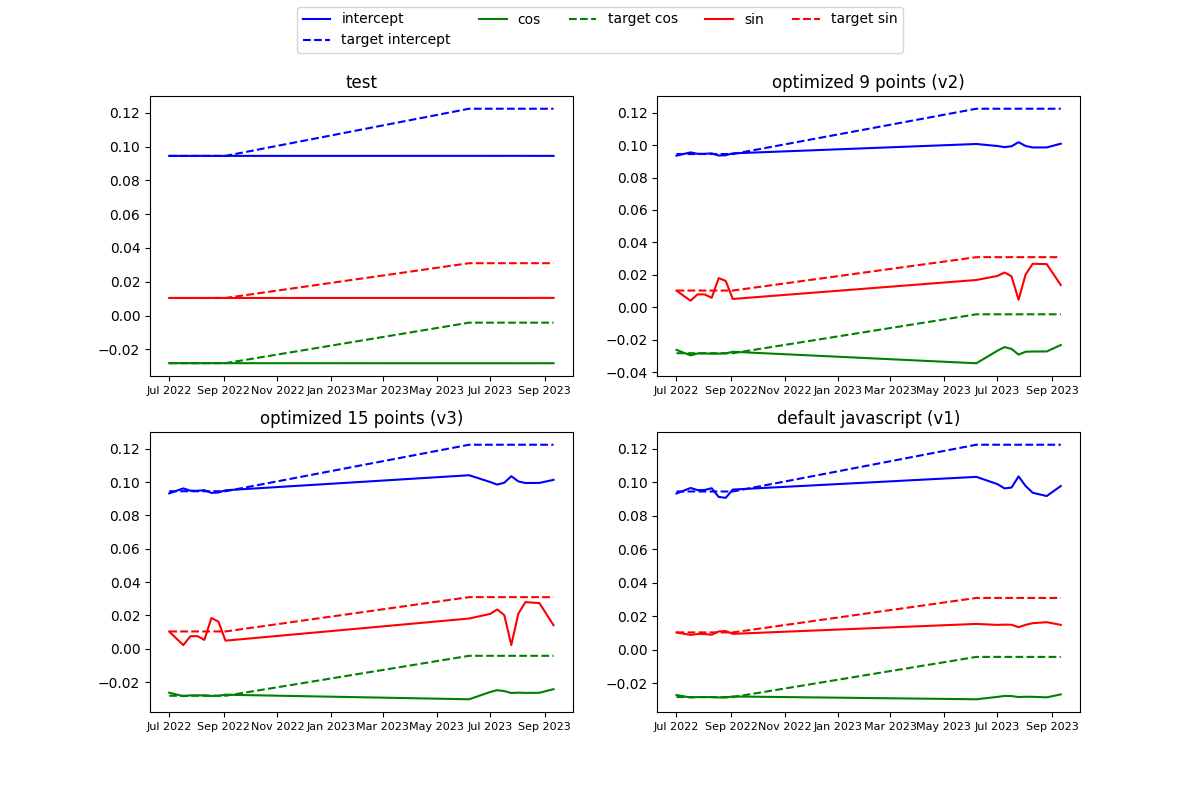 intercept cos target cos sin target sin
target intercept
test optimized 9 points (v2)
0.12 0.12
0.10 0.10
0.08 0.08
0.06 0.06
0.04 0.04
0.02 0.02
0.00 0.00
−0.02 −0.02
−0.04
Jul 2022 Sep 2022 Nov 2022 Jan 2023 Mar 2023 May 2023 Jul 2023 Sep 2023 Jul 2022 Sep 2022 Nov 2022 Jan 2023 Mar 2023 May 2023 Jul 2023 Sep 2023
optimized 15 points (v3) default javascript (v1)
0.12 0.12
0.10 0.10
0.08 0.08
0.06 0.06
0.04 0.04
0.02 0.02
0.00 0.00
−0.02 −0.02
Jul 2022 Sep 2022 Nov 2022 Jan 2023 Mar 2023 May 2023 Jul 2023 Sep 2023 Jul 2022 Sep 2022 Nov 2022 Jan 2023 Mar 2023 May 2023 Jul 2023 Sep 2023